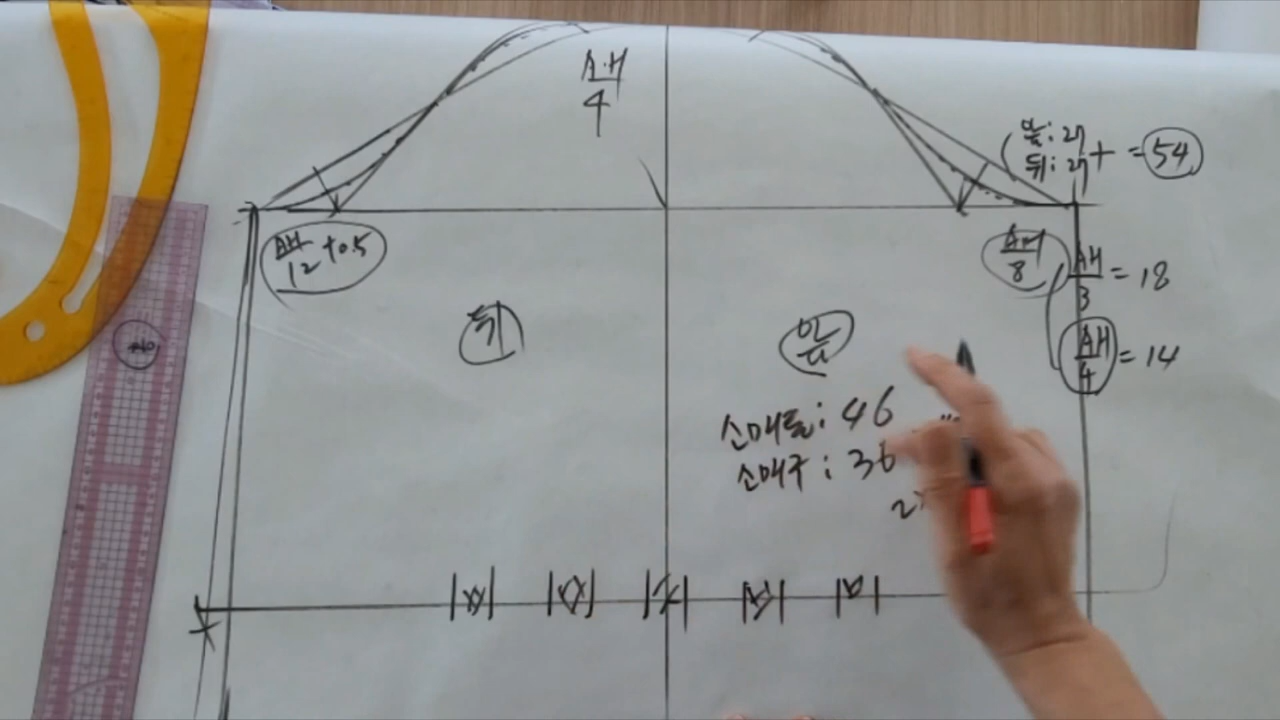 A.H
4
앞: 27
뒤: 27
+ = 54
AH
12 +0.5
AH
8
AH
3 = 18
AH
4 = 14
뒤
앞
소매통: 46
소매구: 36